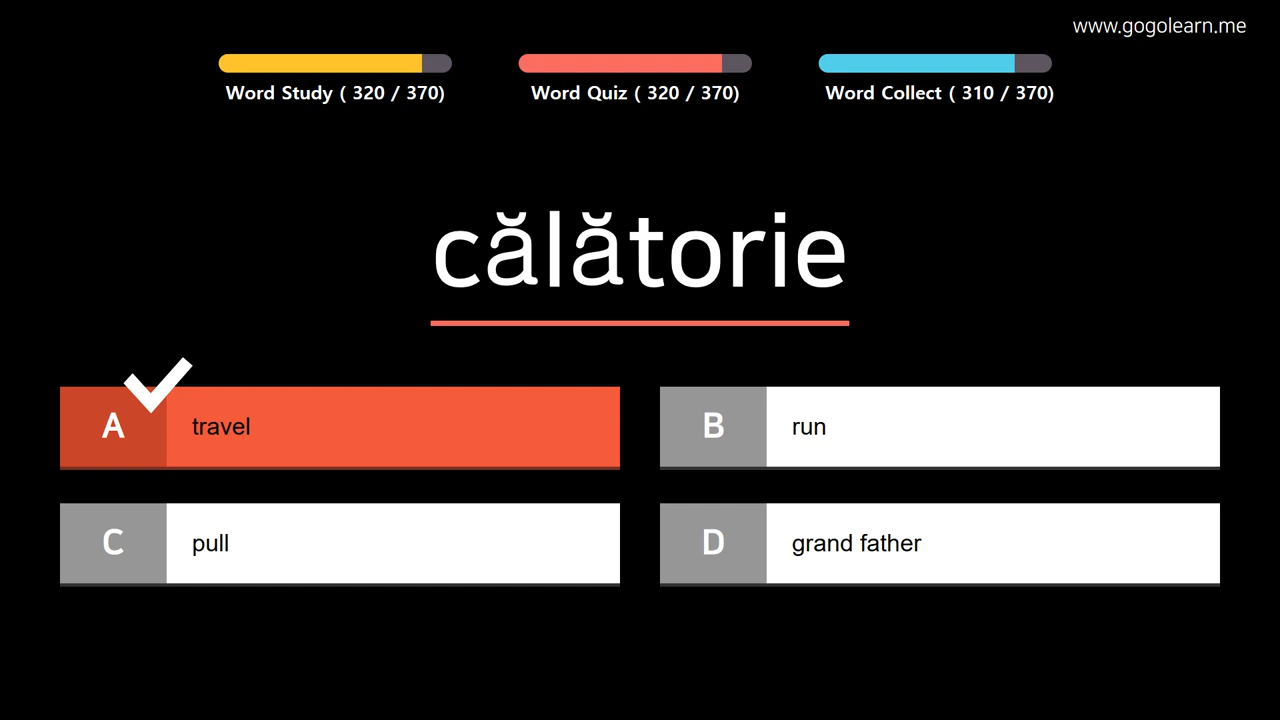 www.gogolearn.me
Word Study ( 320 / 370)
Word Quiz ( 320 / 370)
Word Collect ( 310 / 370)
călătorie
A travel
B run
C pull
D grand father